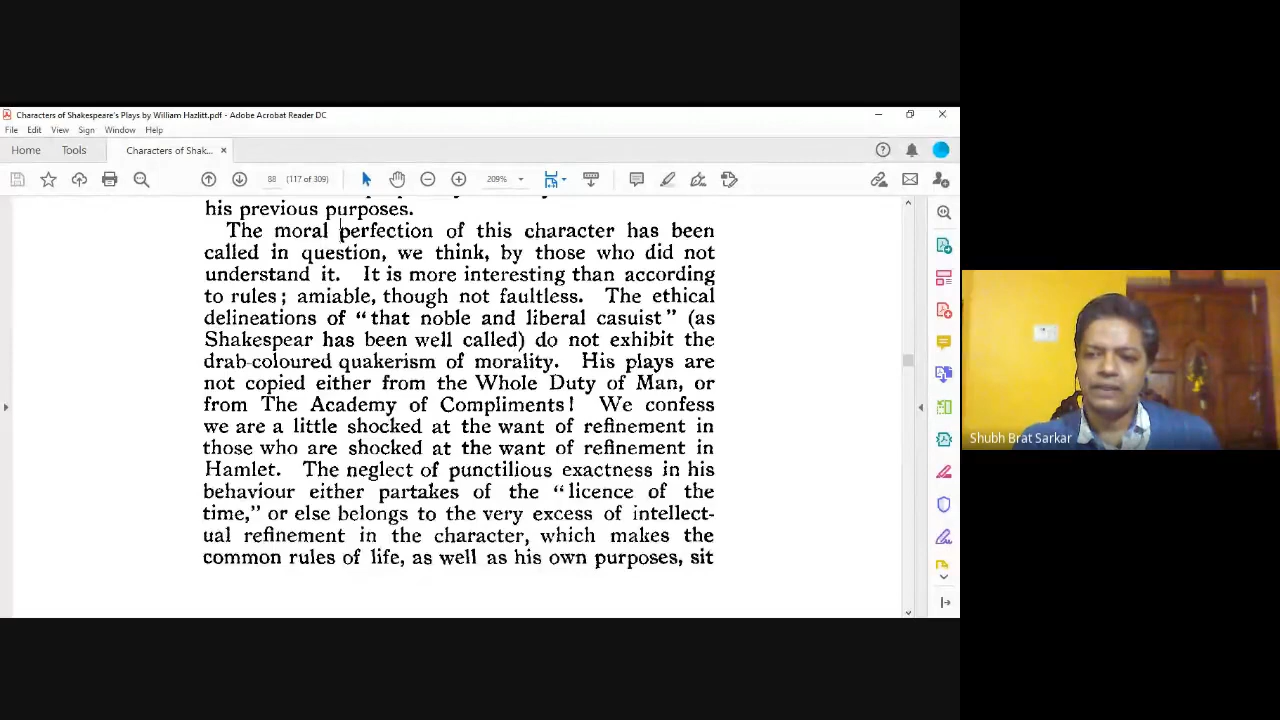 Characters of Shakespeare's Plays by William Hazlitt.pdf - Adobe Acrobat Reader DC
File Edit View Sign Window Help
Home Tools Characters of Shak... ×
88 (117 of 309) 209%
his previous purposes.
The moral perfection of this character has been
called in question, we think, by those who did not
understand it. It is more interesting than according
to rules; amiable, though not faultless. The ethical
delineations of "that noble and liberal casuist" (as
Shakespear has been well called) do not exhibit the
drab-coloured quakerism of morality. His plays are
not copied either from the Whole Duty of Man, or
from The Academy of Compliments! We confess
we are a little shocked at the want of refinement in
those who are shocked at the want of refinement in
Hamlet. The neglect of punctilious exactness in his
behaviour either partakes of the "licence of the
time," or else belongs to the very excess of intellect-
ual refinement in the character, which makes the
common rules of life, as well as his own purposes, sit
Shubh Brat Sarkar